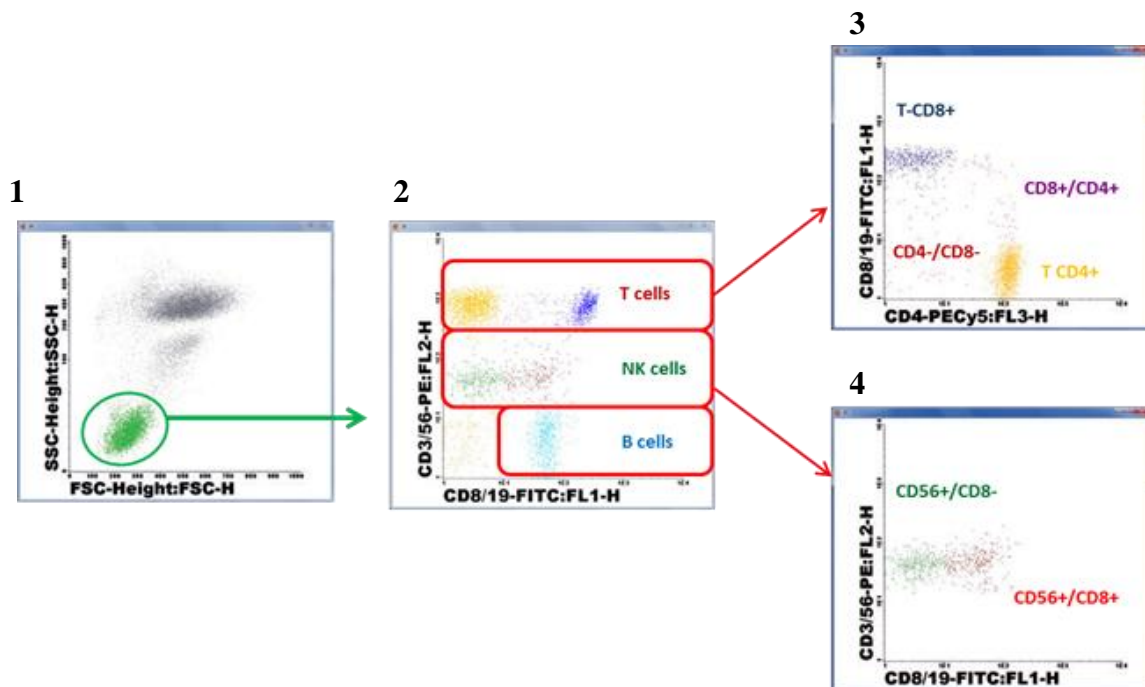 1
SSC-Height:SSC-H
FSC-Height:FSC-H
2
CD3/56-PE:FL2-H
T cells
NK cells
B cells
CD8/19-FITC:FL1-H
3
CD8/19-FITC:FL1-H
T-CD8+
CD8+/CD4+
CD4-/CD8-
T CD4+
CD4-PECy5:FL3-H
4
CD3/56-PE:FL2-H
CD56+/CD8-
CD56+/CD8+
CD8/19-FITC:FL1-H